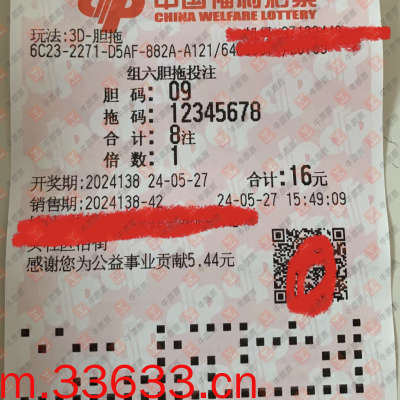 中国福利彩票
CHINA WELFARE LOTTERY
玩法:3D-胆拖
6C23-2271-D5AF-882A-A121/64
组六胆拖投注
胆 码: 09
拖 码: 12345678
合 计: 8注
倍 数: 1
开奖期:2024138 24-05-27 合计:16元
销售期:2024138-42 24-05-27 15:49:09
感谢您为公益事业贡献5.44元
m.33633.cn